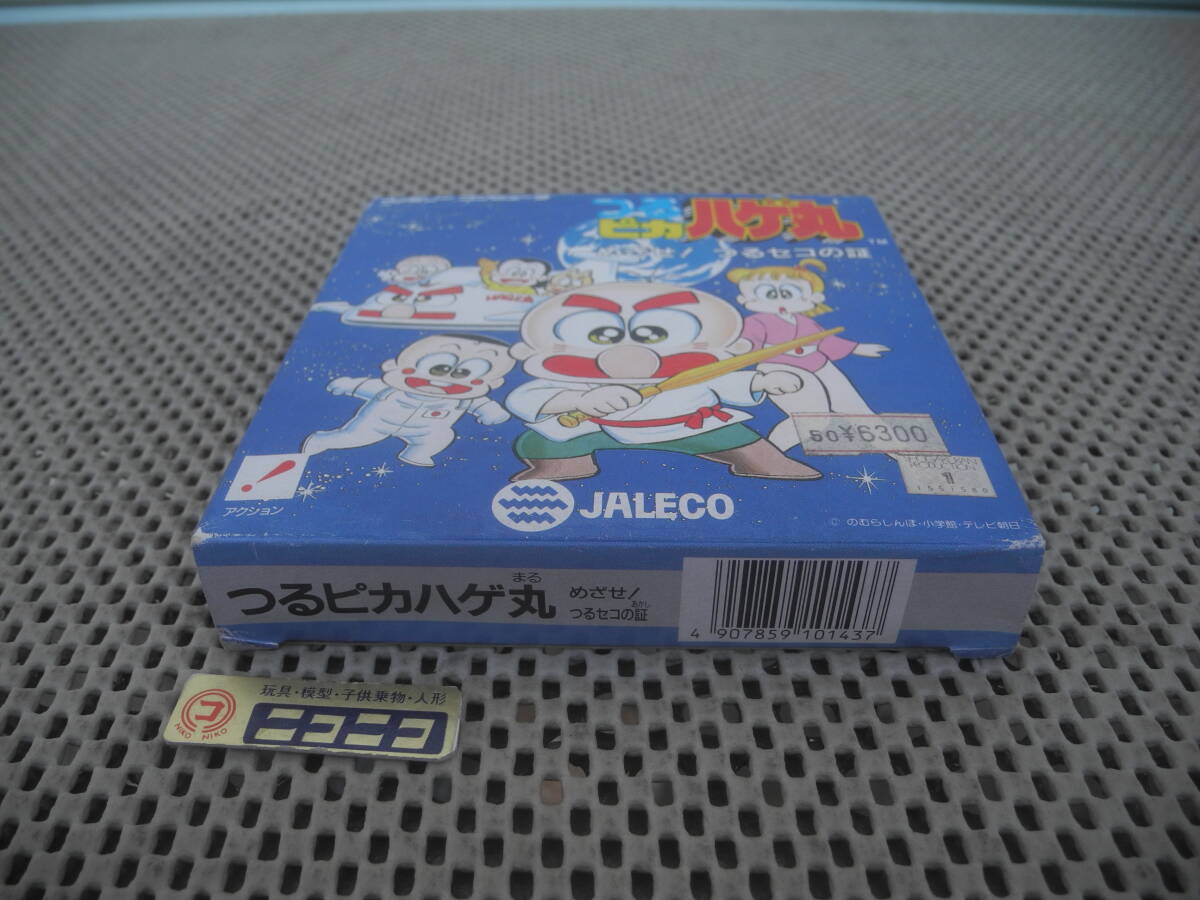 つる
ピカ ハゲ丸
TM
めざせ! つるセコの証
¥6300
1
アクション
JALECO
© のむらしんぼ・小学館・テレビ朝日
つるピカハゲ丸
まる
めざせ!
つるセコの証
あかし
4 907859 101437
玩具・模型・子供乗物・人形
ニコニコ
コ
NIKO NIKO